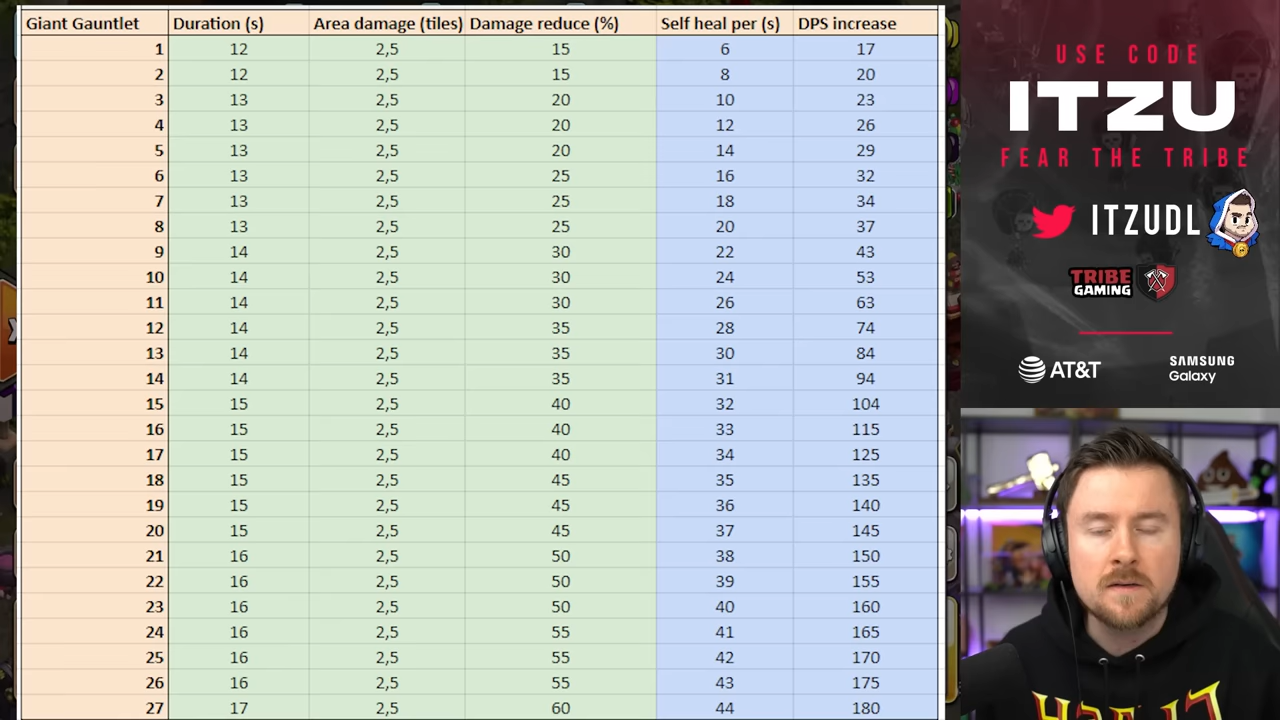 Giant Gauntlet Duration (s) Area damage (tiles) Damage reduce (%) Self heal per (s) DPS increase
1 12 2,5 15 6 17
2 12 2,5 15 8 20
3 13 2,5 20 10 23
4 13 2,5 20 12 26
5 13 2,5 20 14 29
6 13 2,5 25 16 32
7 13 2,5 25 18 34
8 13 2,5 25 20 37
9 14 2,5 30 22 43
10 14 2,5 30 24 53
11 14 2,5 30 26 63
12 14 2,5 35 28 74
13 14 2,5 35 30 84
14 14 2,5 35 31 94
15 15 2,5 40 32 104
16 15 2,5 40 33 115
17 15 2,5 40 34 125
18 15 2,5 45 35 135
19 15 2,5 45 36 140
20 15 2,5 45 37 145
21 16 2,5 50 38 150
22 16 2,5 50 39 155
23 16 2,5 50 40 160
24 16 2,5 55 41 165
25 16 2,5 55 42 170
26 16 2,5 55 43 175
27 17 2,5 60 44 180
USE CODE
ITZU
FEAR THE TRIBE
ITZUDL
TRIBE
GAMING
AT&T
SAMSUNG
Galaxy